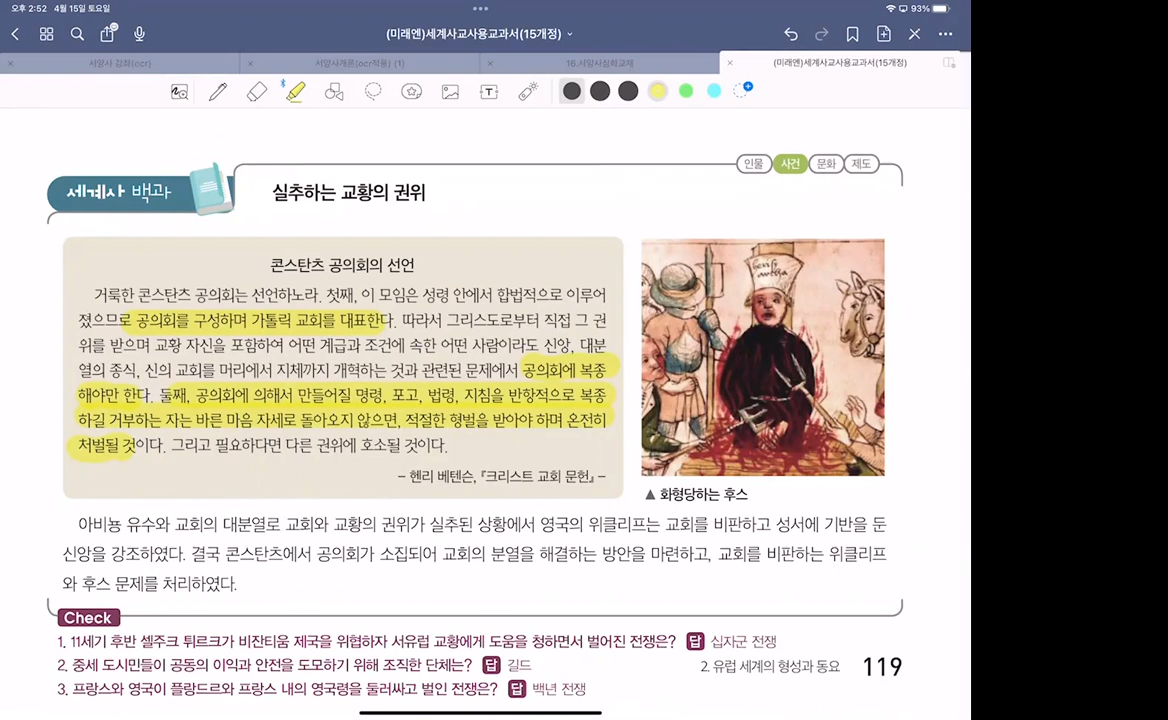 오후 2:52 4월 15일 토요일
93%
(미래엔)세계사교사용교과서(15개정)
서양사 강좌(ocr)
서양사개론(ocr적용) (1)
16.서양사심화교재
(미래엔)세계사교사용교과서(15개정)
T
인물 사건 문화 제도
세계사 백과
실추하는 교황의 권위
콘스탄츠 공의회의 선언
거룩한 콘스탄츠 공의회는 선언하노라. 첫째, 이 모임은 성령 안에서 합법적으로 이루어
졌으므로 공의회를 구성하며 가톨릭 교회를 대표한다. 따라서 그리스도로부터 직접 그 권
위를 받으며 교황 자신을 포함하여 어떤 계급과 조건에 속한 어떤 사람이라도 신앙, 대분
열의 종식, 신의 교회를 머리에서 지체까지 개혁하는 것과 관련된 문제에서 공의회에 복종
해야만 한다. 둘째, 공의회에 의해서 만들어질 명령, 포고, 법령, 지침을 반항적으로 복종
하길 거부하는 자는 바른 마음 자세로 돌아오지 않으면, 적절한 형벌을 받아야 하며 온전히
처벌될 것이다. 그리고 필요하다면 다른 권위에 호소될 것이다.
– 헨리 베텐슨, 『크리스트 교회 문헌』 –
▲ 화형당하는 후스
아비뇽 유수와 교회의 대분열로 교회와 교황의 권위가 실추된 상황에서 영국의 위클리프는 교회를 비판하고 성서에 기반을 둔
신앙을 강조하였다. 결국 콘스탄츠에서 공의회가 소집되어 교회의 분열을 해결하는 방안을 마련하고, 교회를 비판하는 위클리프
와 후스 문제를 처리하였다.
Check
1. 11세기 후반 셀주크 튀르크가 비잔티움 제국을 위협하자 서유럽 교황에게 도움을 청하면서 벌어진 전쟁은? 답 십자군 전쟁
2. 중세 도시민들이 공동의 이익과 안전을 도모하기 위해 조직한 단체는? 답 길드
3. 프랑스와 영국이 플랑드르와 프랑스 내의 영국령을 둘러싸고 벌인 전쟁은? 답 백년 전쟁
2. 유럽 세계의 형성과 동요 119